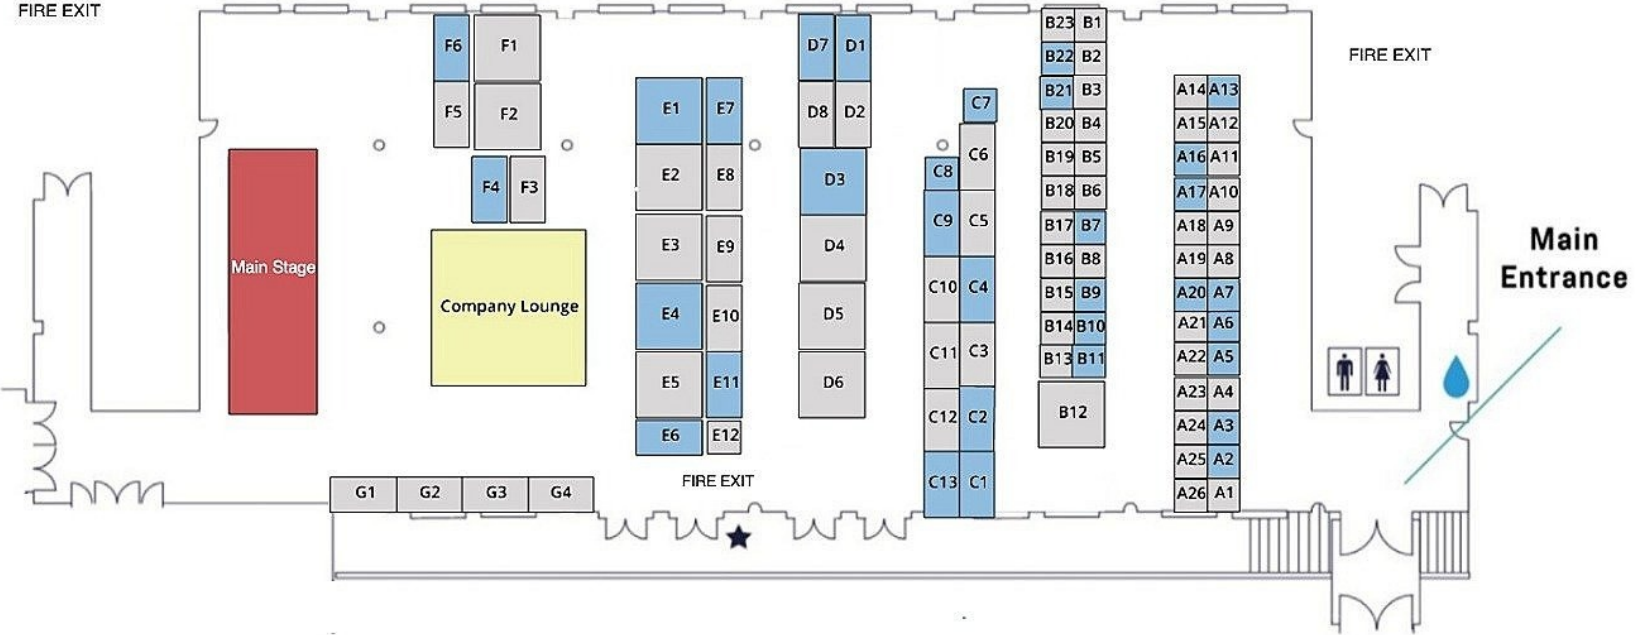 FIRE EXIT
FIRE EXIT
F6 F1
F5 F2
F4 F3
Main Stage
Company Lounge
G1 G2 G3 G4
E1 E7
E2 E8
E3 E9
E4 E10
E5 E11
E6 E12
FIRE EXIT
D7 D1
D8 D2
D3
D4
D5
D6
C7
C6
C8
C9 C5
C10 C4
C11 C3
C12 C2
C13 C1
B23 B1
B22 B2
B21 B3
B20 B4
B19 B5
B18 B6
B17 B7
B16 B8
B15 B9
B14 B10
B13 B11
B12
A14 A13
A15 A12
A16 A11
A17 A10
A18 A9
A19 A8
A20 A7
A21 A6
A22 A5
A23 A4
A24 A3
A25 A2
A26 A1
Main
Entrance